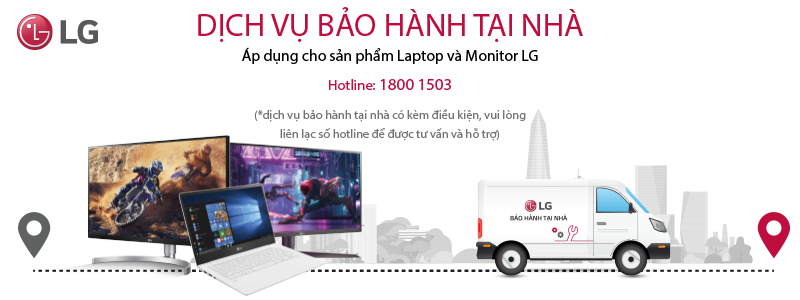 LG
DỊCH VỤ BẢO HÀNH TẠI NHÀ
Áp dụng cho sản phẩm Laptop và Monitor LG
Hotline: 1800 1503
(*dịch vụ bảo hành tại nhà có kèm điều kiện, vui lòng
liên lạc số hotline để được tư vấn và hỗ trợ)
LG
BẢO HÀNH TẠI NHÀ